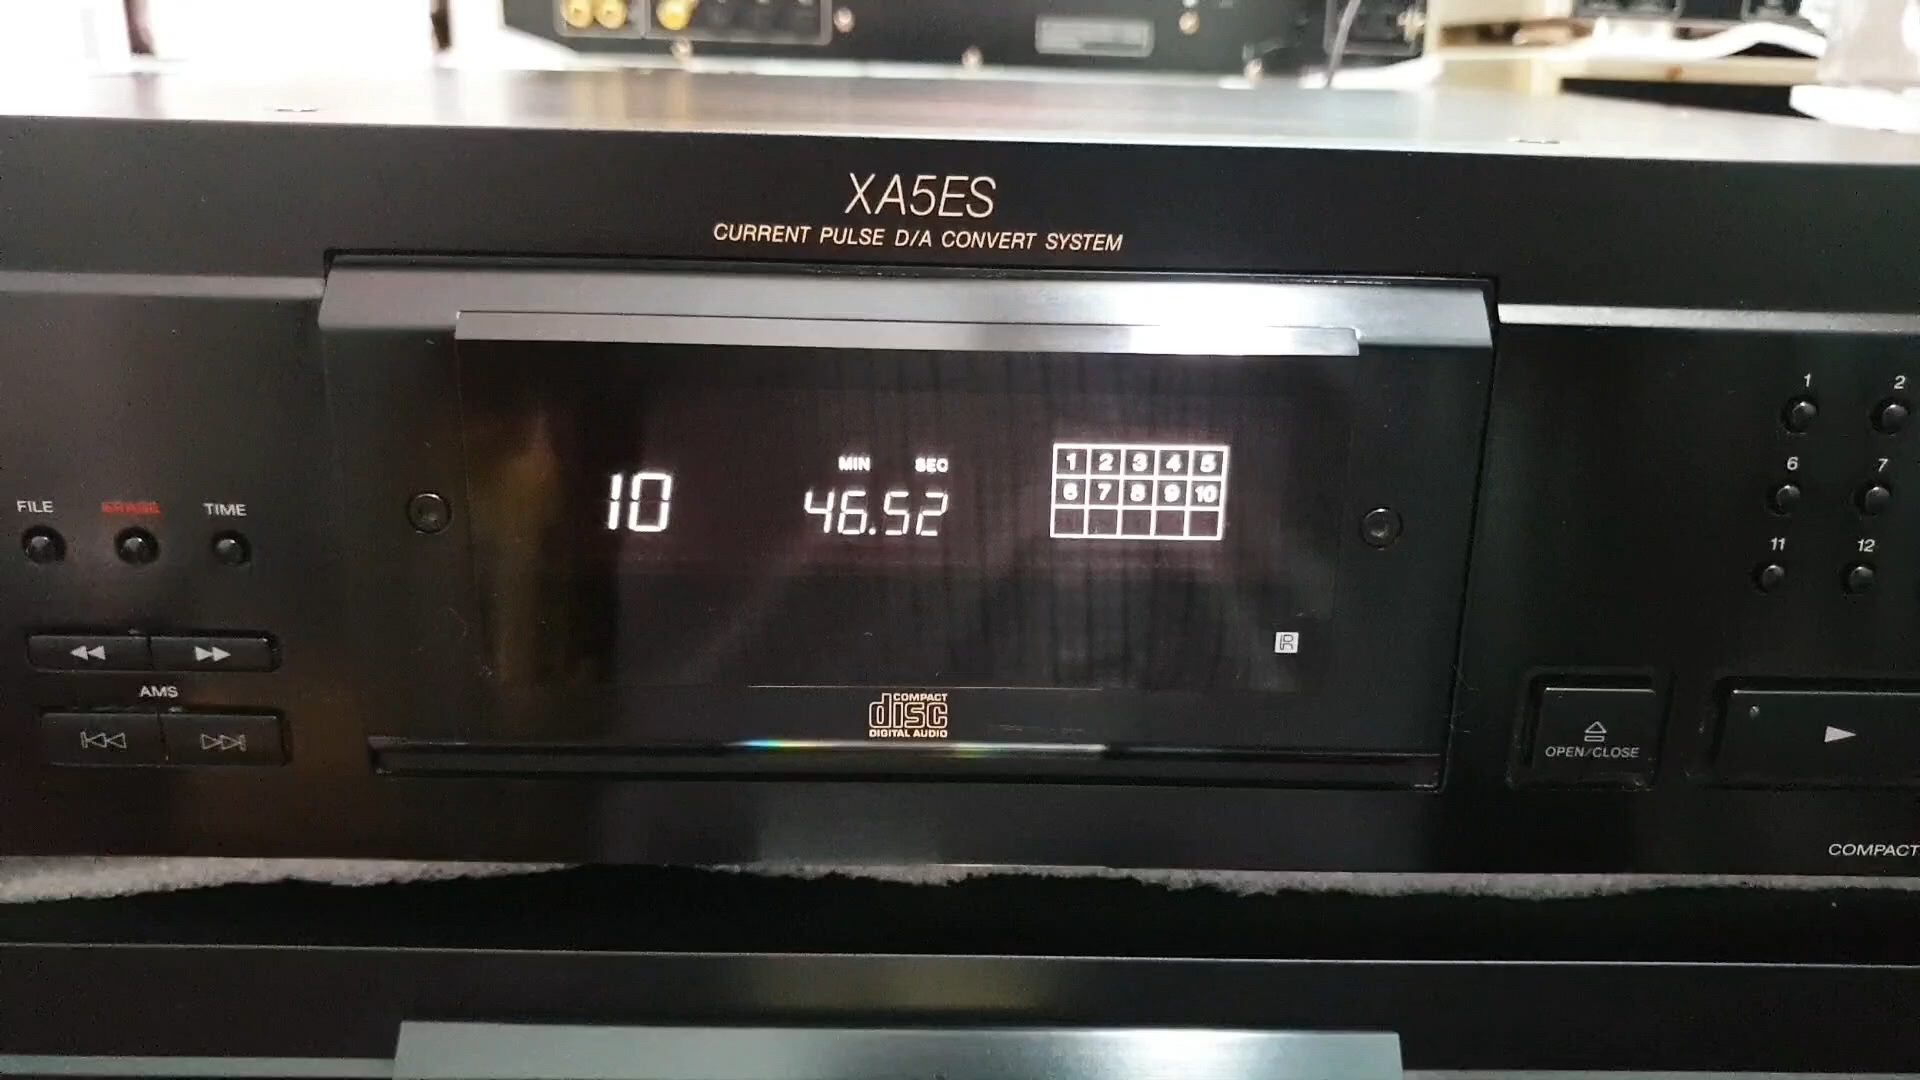 XA5ES
CURRENT PULSE D/A CONVERT SYSTEM
MIN SEC
10 46.52
1 2 3 4 5
6 7 8 9 10
FILE ERASE TIME
AMS
COMPACT
disc
DIGITAL AUDIO
1 2
6 7
11 12
OPEN/CLOSE
COMPACT